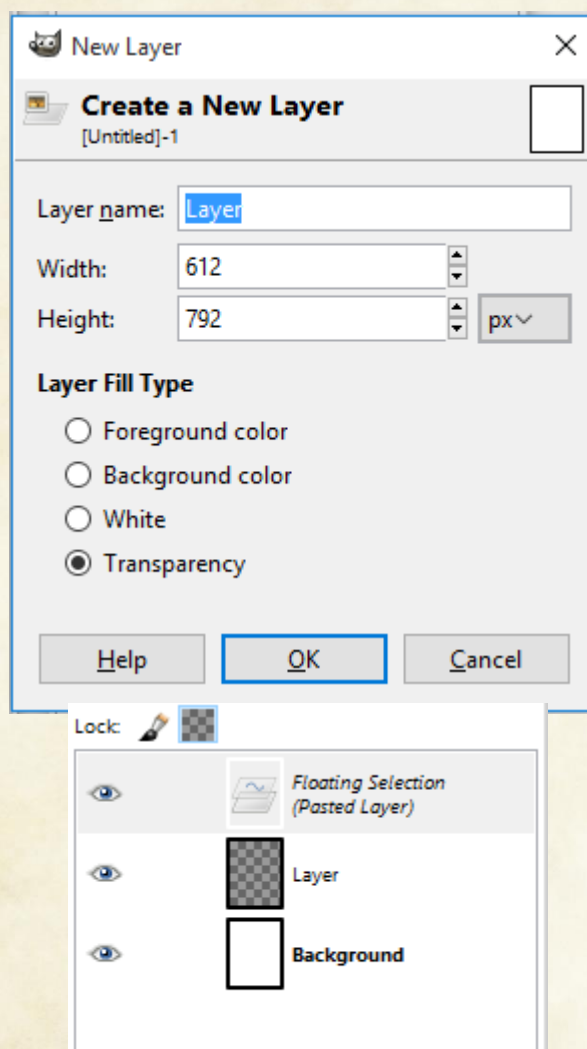 New Layer
Create a New Layer
[Untitled]-1
Layer name: Layer
Width: 612
Height: 792 px
Layer Fill Type
Foreground color
Background color
White
Transparency
Help OK Cancel
Lock:
Floating Selection
(Pasted Layer)
Layer
Background